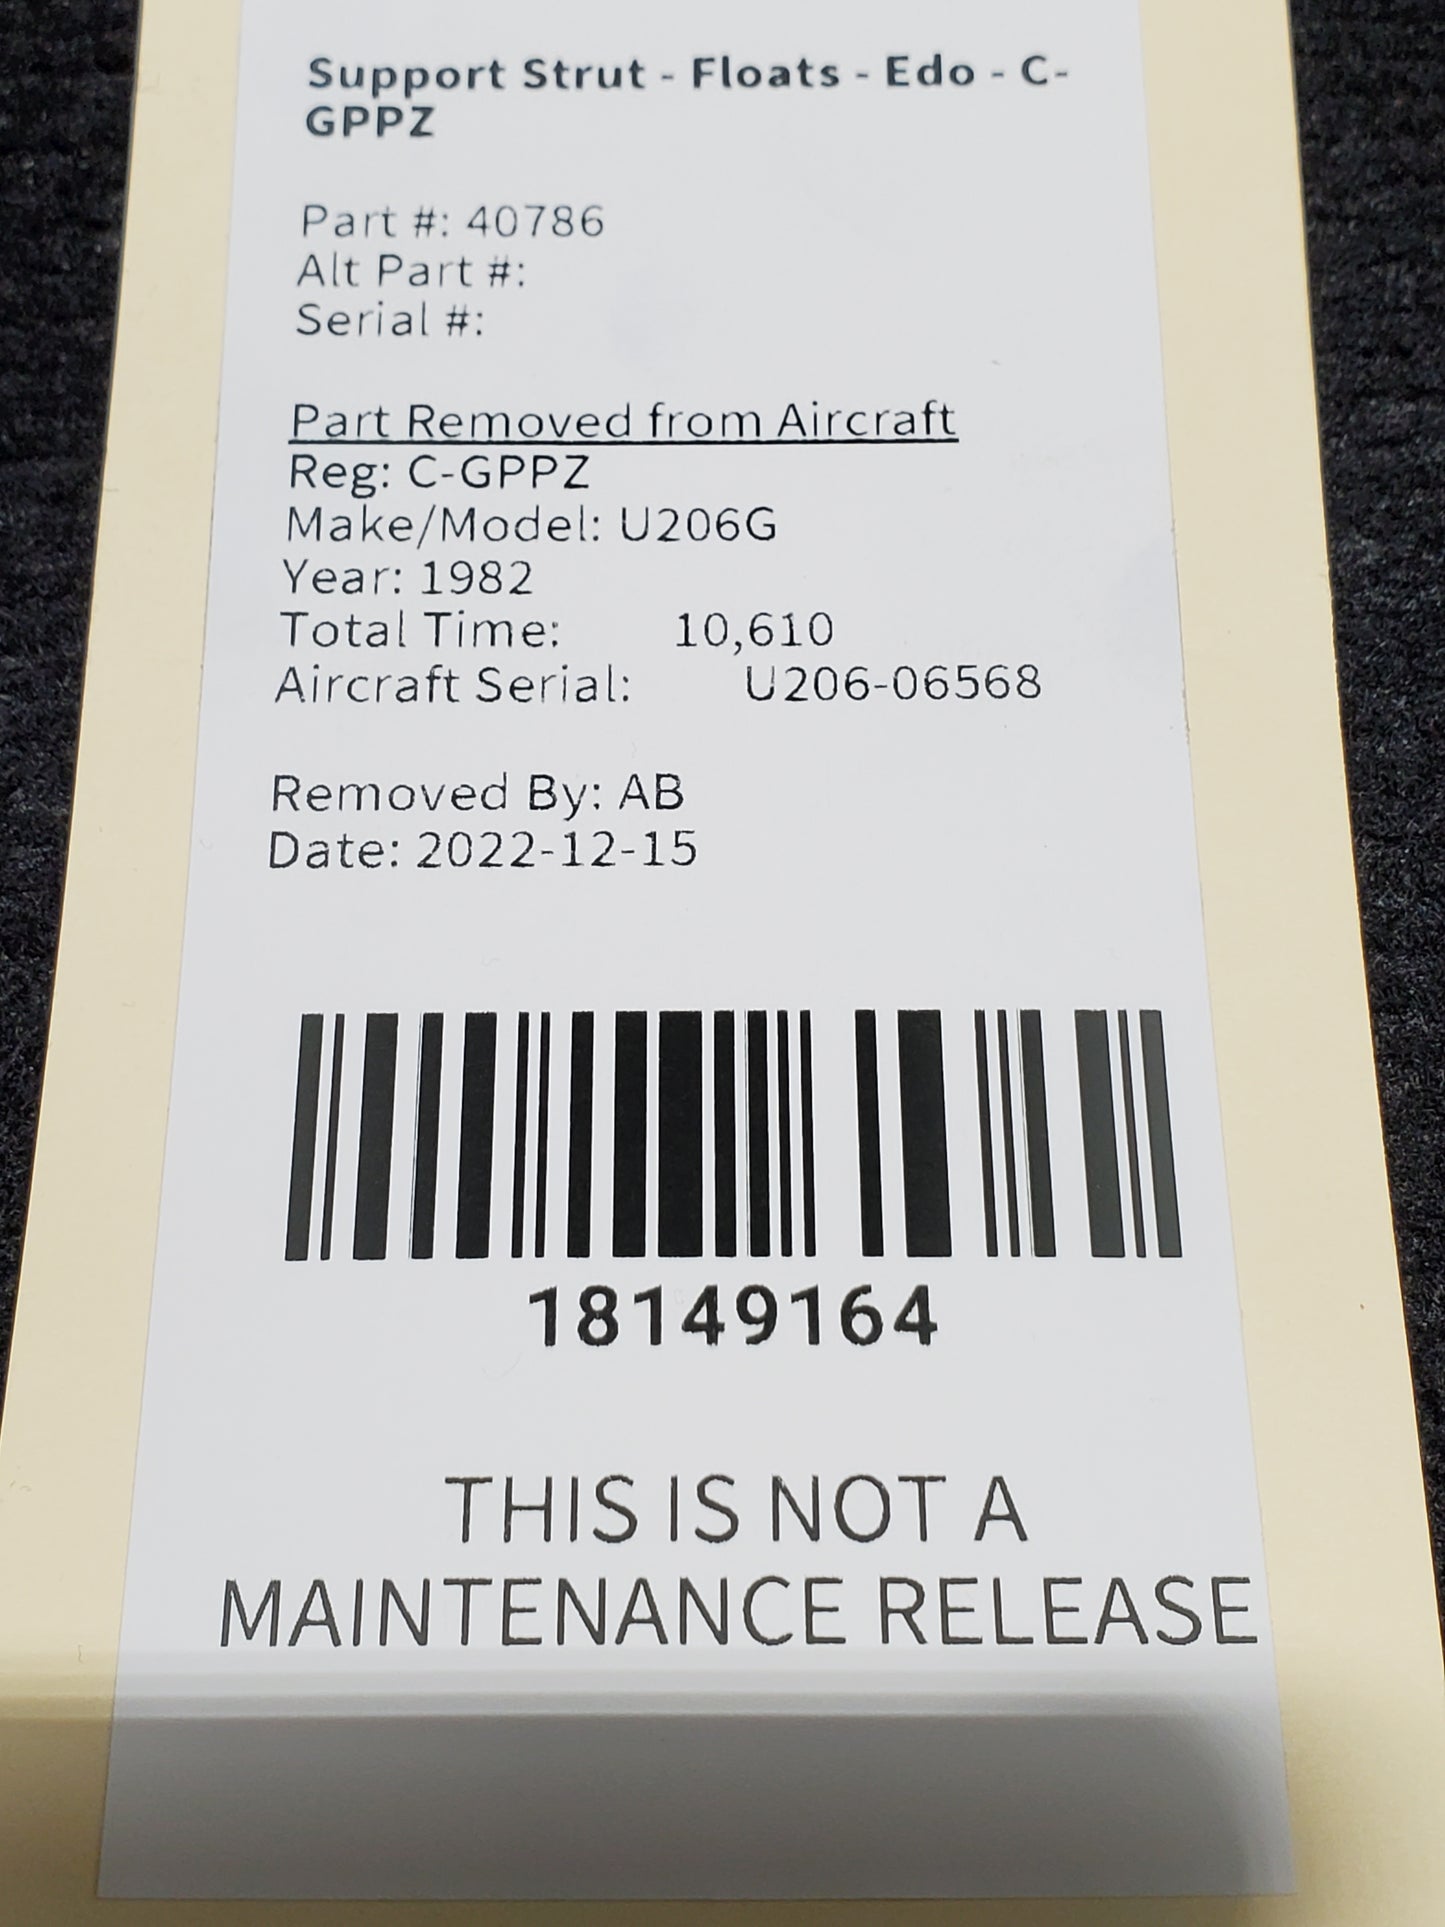 Support Strut - Floats - Edo - C-
GPPZ
Part #: 40786
Alt Part #:
Serial #:
Part Removed from Aircraft
Reg: C-GPPZ
Make/Model: U206G
Year: 1982
Total Time: 10,610
Aircraft Serial: U206-06568
Removed By: AB
Date: 2022-12-15
18149164
THIS IS NOT A
MAINTENANCE RELEASE